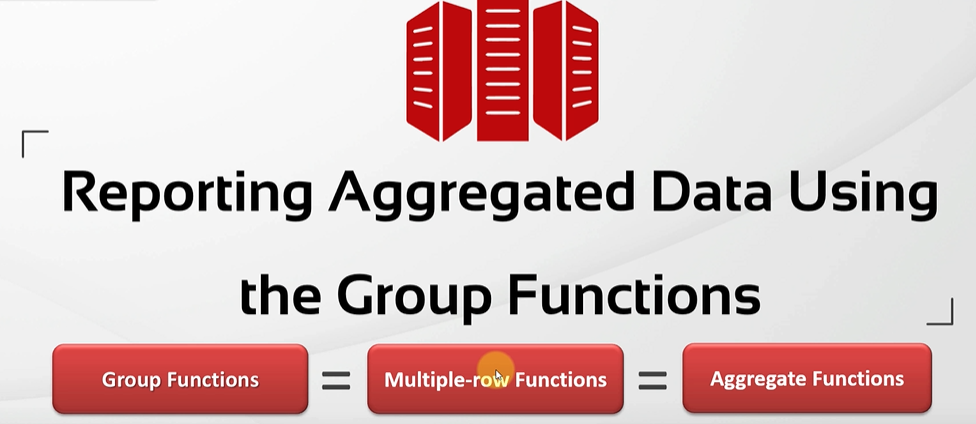 Reporting Aggregated Data Using
the Group Functions
Group Functions = Multiple-row Functions = Aggregate Functions